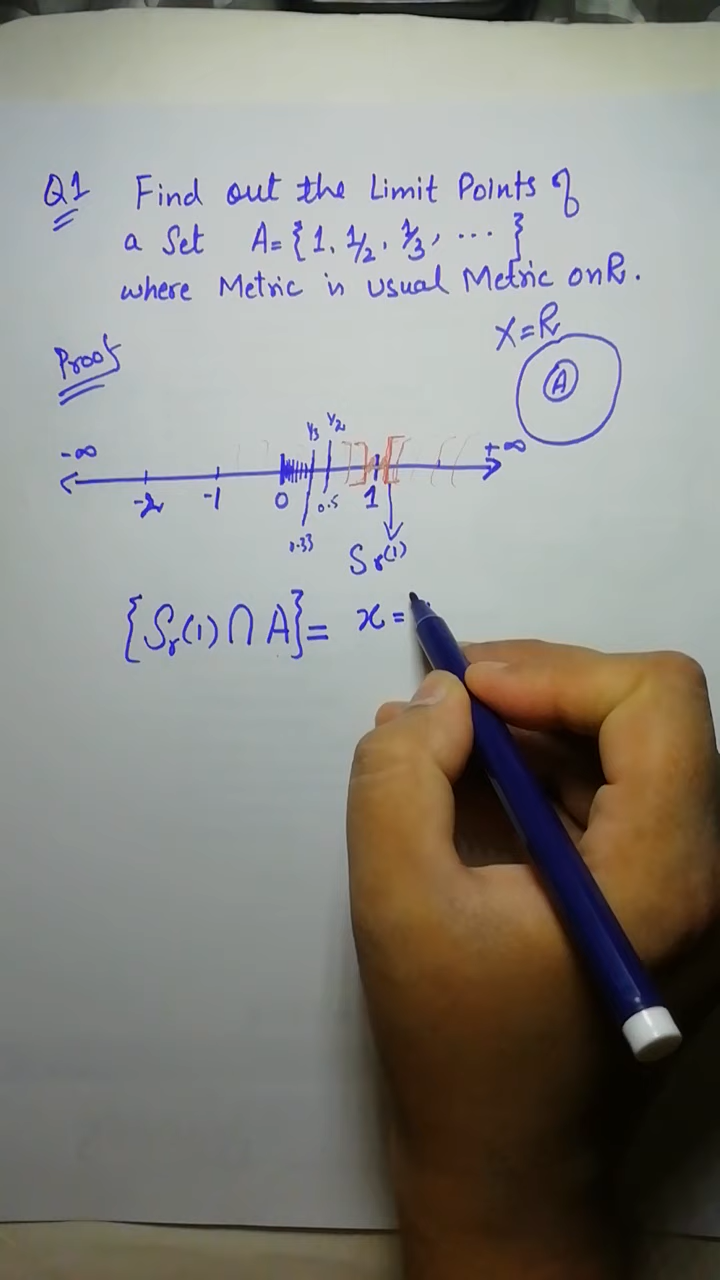 Q1 Find out the Limit Points of
a Set A = {1, 1/2, 1/3, ... }
where Metric is usual Metric on R.
Proof
X = R
A
1/3 1/2
-∞ +∞
-2 -1 0 0.5 1
0.33
Sr(1)
{Sr(1) ∩ A} = x =